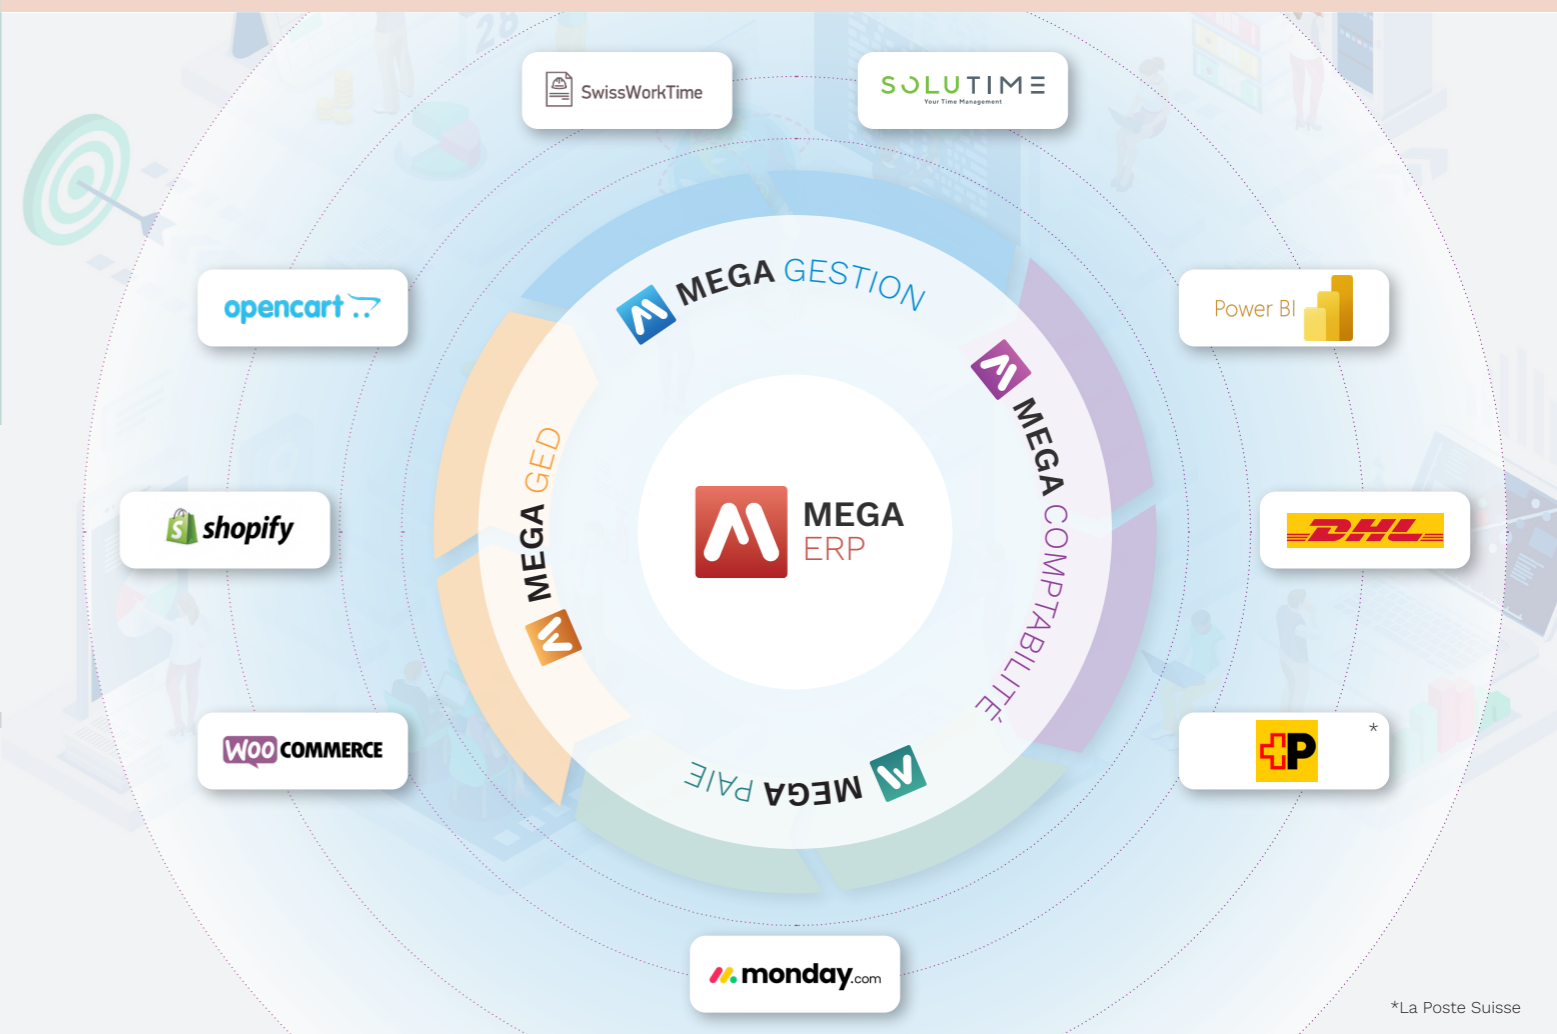 28
SwissWorkTime
SOLUTIME
Your Time Management
opencart
Power BI
MEGA GESTION
MEGA COMPTABILITÉ
MEGA GED
MEGA PAIE
MEGA
ERP
shopify
DHL
WOO COMMERCE
P
*
monday.com
*La Poste Suisse